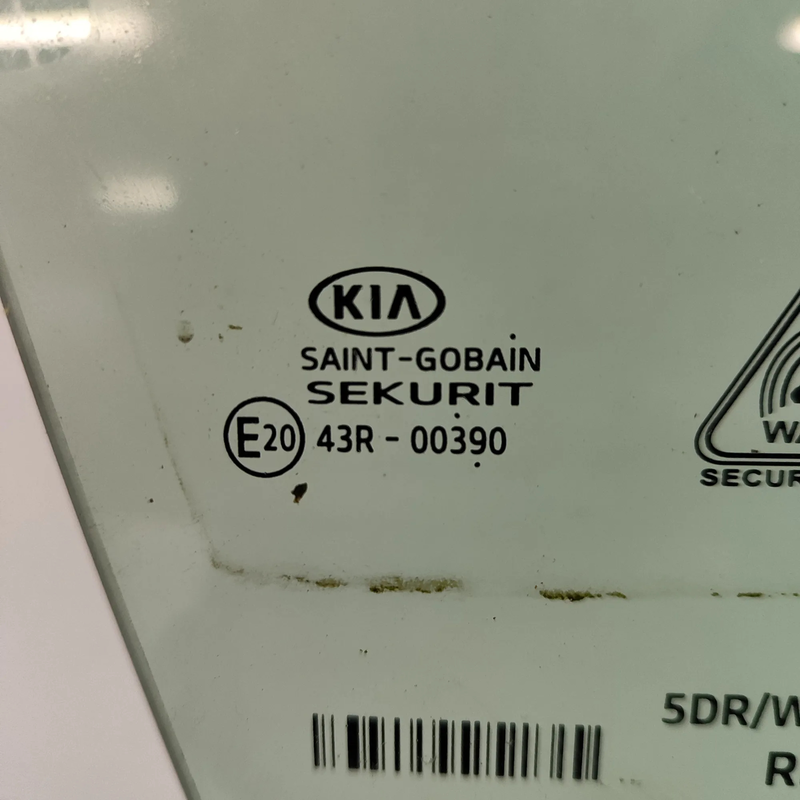 KIA
SAINT-GOBAIN
SEKURIT
E20 43R - 00390
SECUR
5DR/W
R